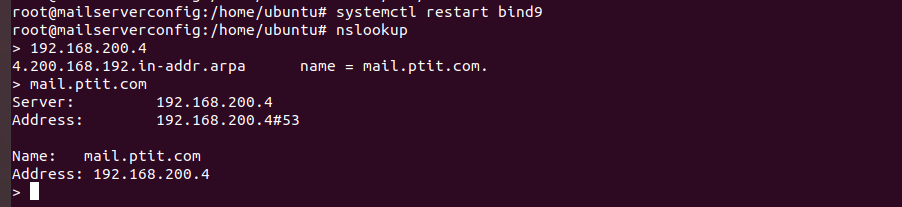 root@mailserverconfig:/home/ubuntu# systemctl restart bind9
root@mailserverconfig:/home/ubuntu# nslookup
> 192.168.200.4
4.200.168.192.in-addr.arpa      name = mail.ptit.com.
> mail.ptit.com
Server:         192.168.200.4
Address:        192.168.200.4#53

Name:   mail.ptit.com
Address: 192.168.200.4
>